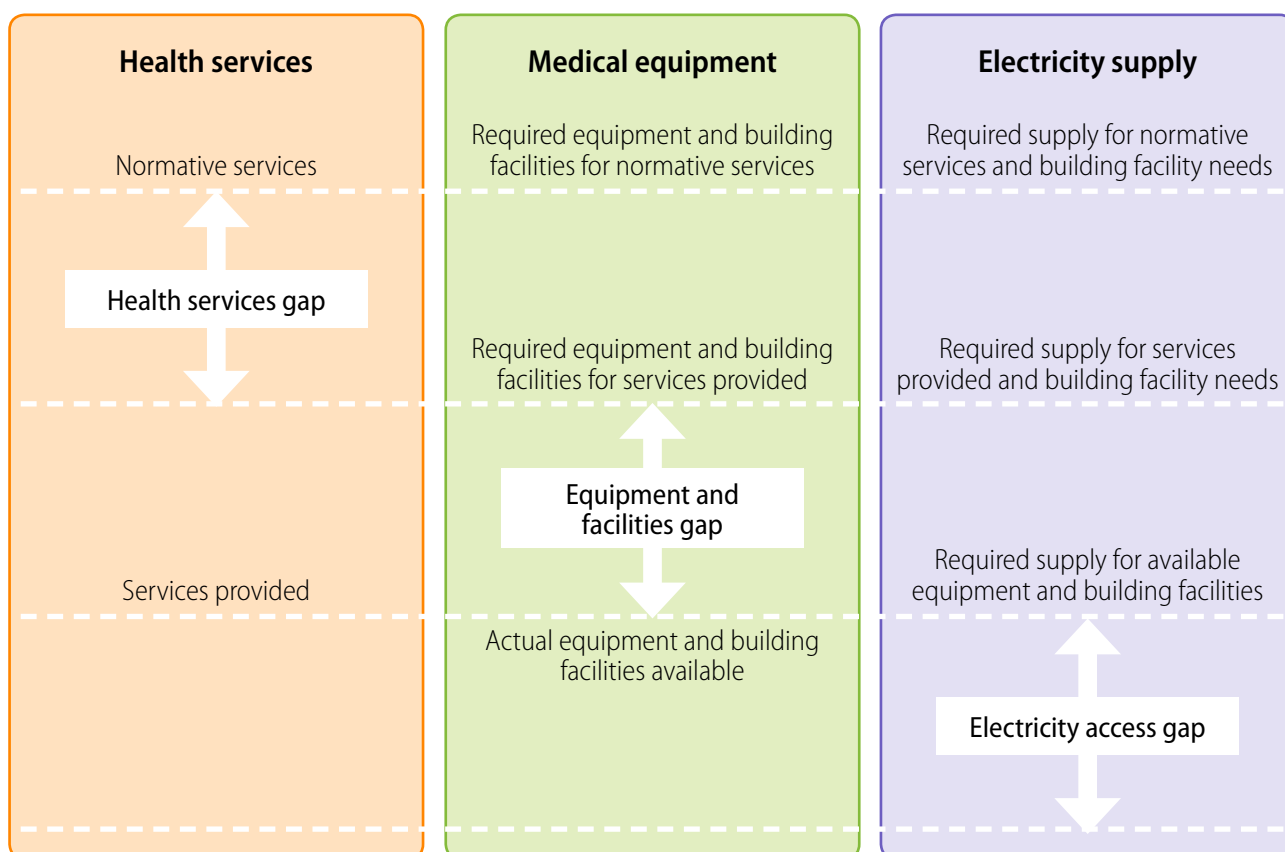 Health services
Normative services
Health services gap
Services provided
Medical equipment
Required equipment and building
facilities for normative services
Required equipment and building
facilities for services provided
Equipment and
facilities gap
Actual equipment and building
facilities available
Electricity supply
Required supply for normative
services and building facility needs
Required supply for services
provided and building facility needs
Required supply for available
equipment and building facilities
Electricity access gap